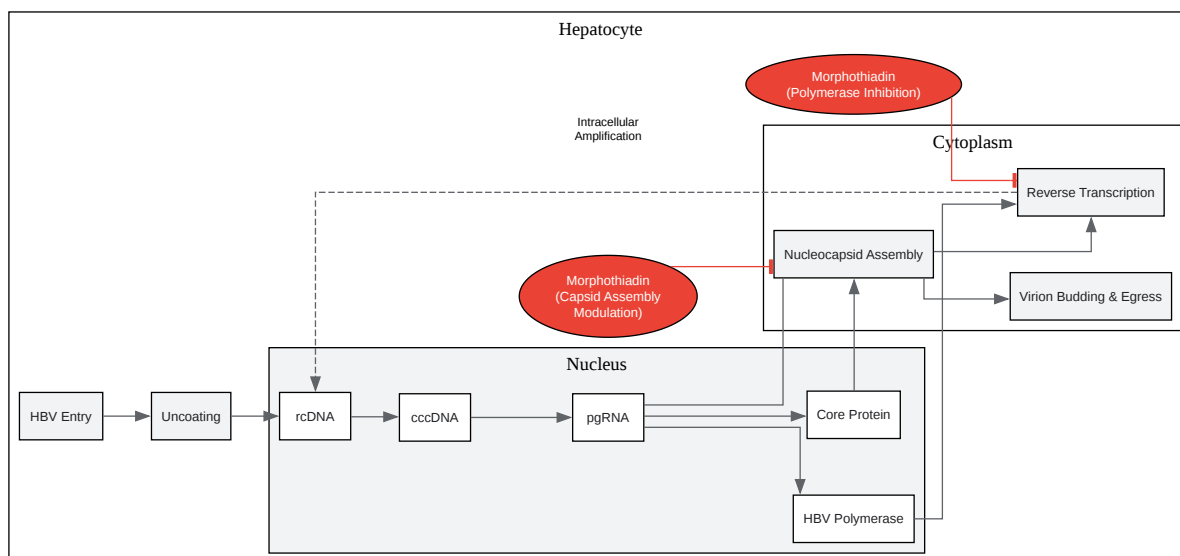 Hepatocyte
Morphothiadin
(Polymerase Inhibition)
Intracellular
Amplification
Cytoplasm
Reverse Transcription
Nucleocapsid Assembly
Morphothiadin
(Capsid Assembly
Modulation)
Virion Budding & Egress
Nucleus
HBV Entry
Uncoating
rcDNA
cccDNA
pgRNA
Core Protein
HBV Polymerase